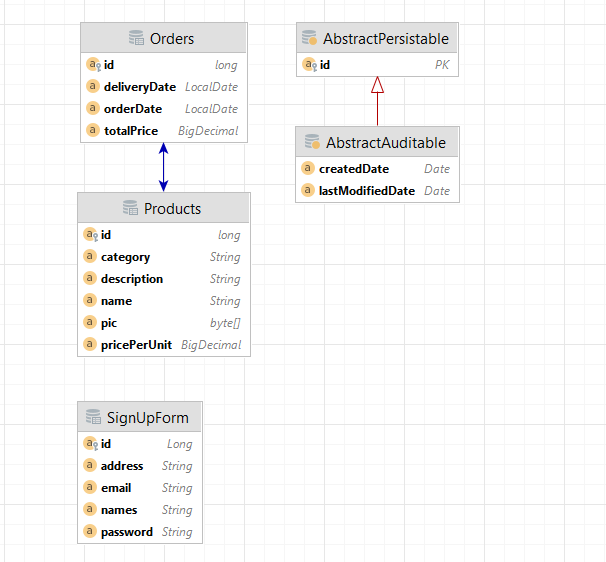 Orders
id long
deliveryDate LocalDate
orderDate LocalDate
totalPrice BigDecimal
AbstractPersistable
id PK
AbstractAuditable
createdDate Date
lastModifiedDate Date
Products
id long
category String
description String
name String
pic byte[]
pricePerUnit BigDecimal
SignUpForm
id Long
address String
email String
names String
password String